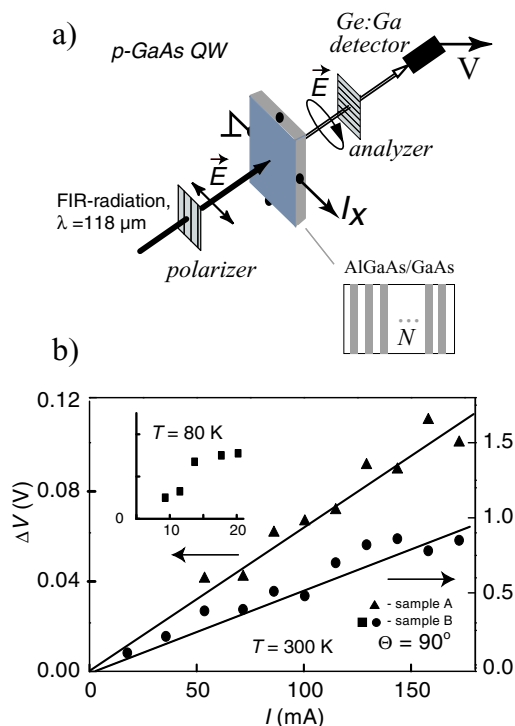 a)
p-GaAs QW
Ge:Ga
detector
V
E
analyzer
E
FIR-radiation,
λ =118 μm
polarizer
Ix
AlGaAs/GaAs
...
N
b)
0.12
0.08
0.04
0.00
ΔV (V)
T = 80 K
0
10
20
1.5
1.0
0.5
0.0
- sample A
- sample B
T = 300 K
Θ = 90°
0
50
100
150
I (mA)